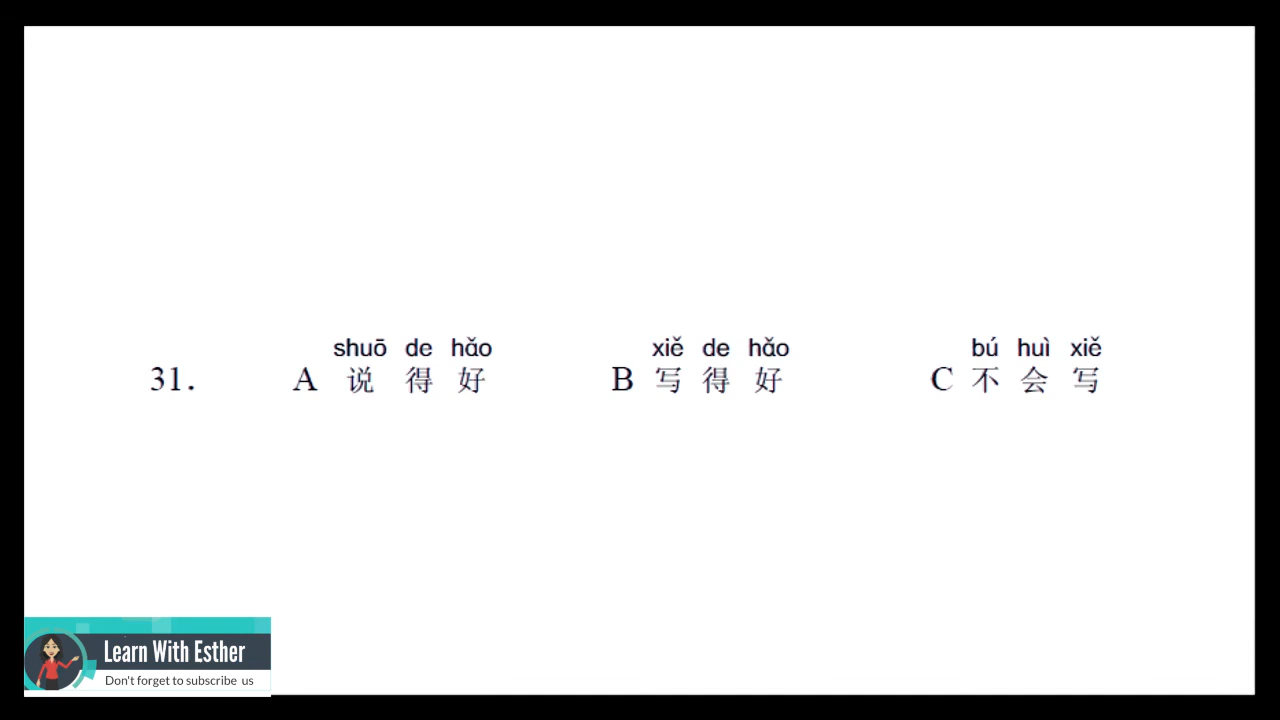 shuō de hǎo xiě de hǎo bú huì xiě
31. A 说 得 好 B 写 得 好 C 不 会 写
Learn With Esther
Don't forget to subscribe us